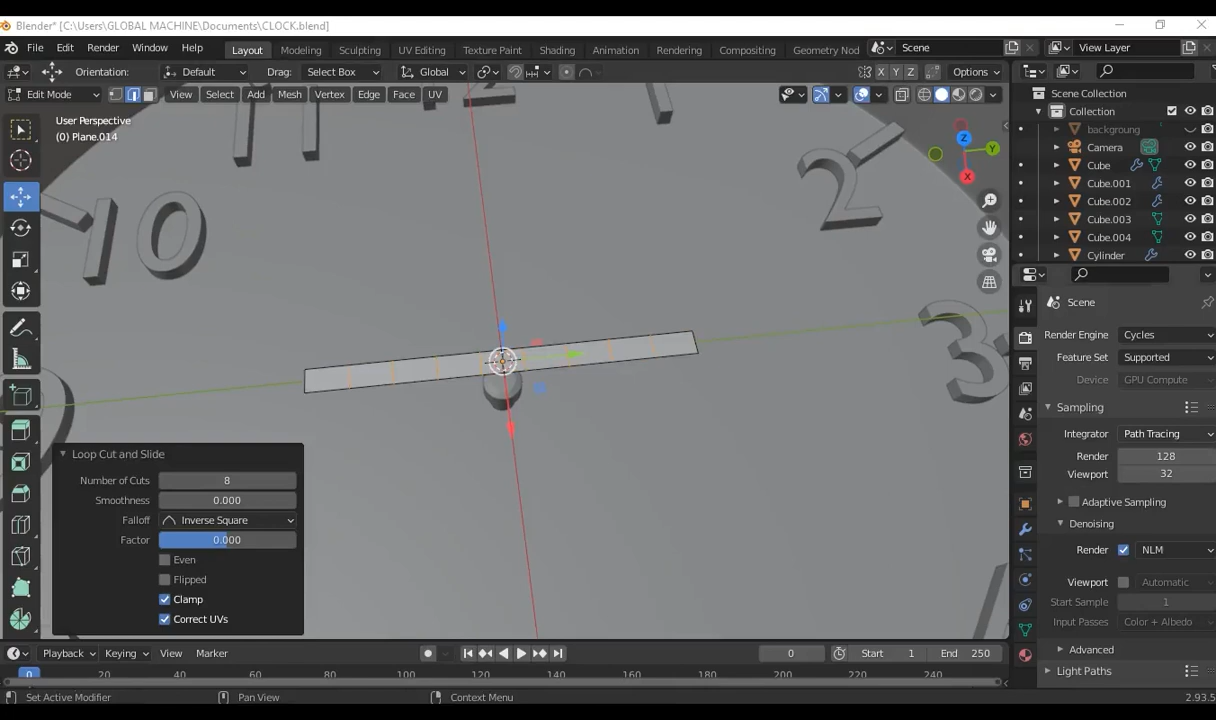 Blender* [C:\Users\GLOBAL MACHINE\Documents\CLOCK.blend]
File Edit Render Window Help Layout Modeling Sculpting UV Editing Texture Paint Shading Animation Rendering Compositing Geometry Nod Scene View Layer
Orientation: Default Drag: Select Box Global X Y Z Options
Edit Mode View Select Add Mesh Vertex Edge Face UV
Scene Collection
Collection
User Perspective
(0) Plane.014
backgroung
Camera
Cube
Cube.001
Cube.002
Cube.003
Cube.004
Cylinder
Z
Y
X
2
10
3
Scene
Render Engine Cycles
Feature Set Supported
Device GPU Compute
Sampling
Integrator Path Tracing
Render 128
Viewport 32
Adaptive Sampling
Denoising
Render NLM
Viewport Automatic
Start Sample 1
Input Passes Color + Albedo
Advanced
Light Paths
Loop Cut and Slide
Number of Cuts 8
Smoothness 0.000
Falloff Inverse Square
Factor 0.000
Even
Flipped
Clamp
Correct UVs
Playback Keying View Marker 0 Start 1 End 250
0 20 40 60 80 100 120 140 160 180 200 220 240
Set Active Modifier Pan View Context Menu 2.93.5